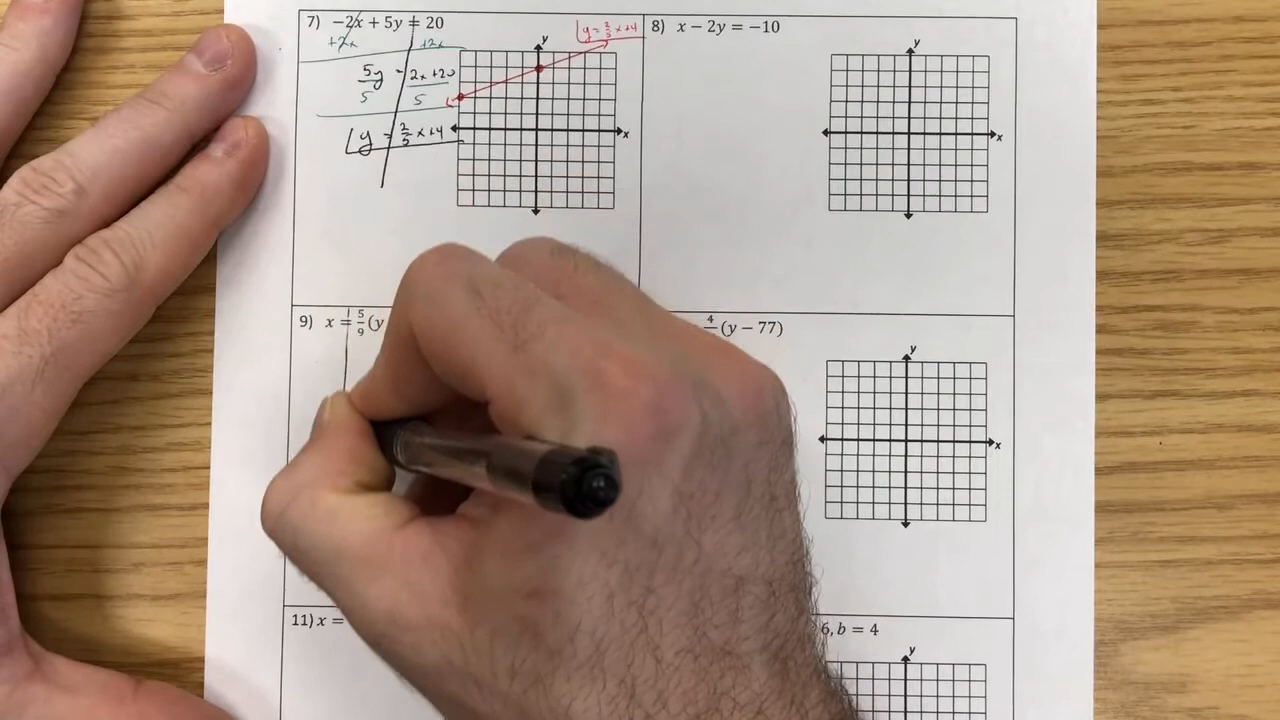 7) −2x + 5y = 20
+2x +2x
5y = 2x+20
5 5
y = 2/5 x+4
y = 2/5 x+4
y
x
8) x − 2y = −10
y
x
9) x = 5/9 (y
4 (y − 77)
y
x
11) x =
6, b = 4
y